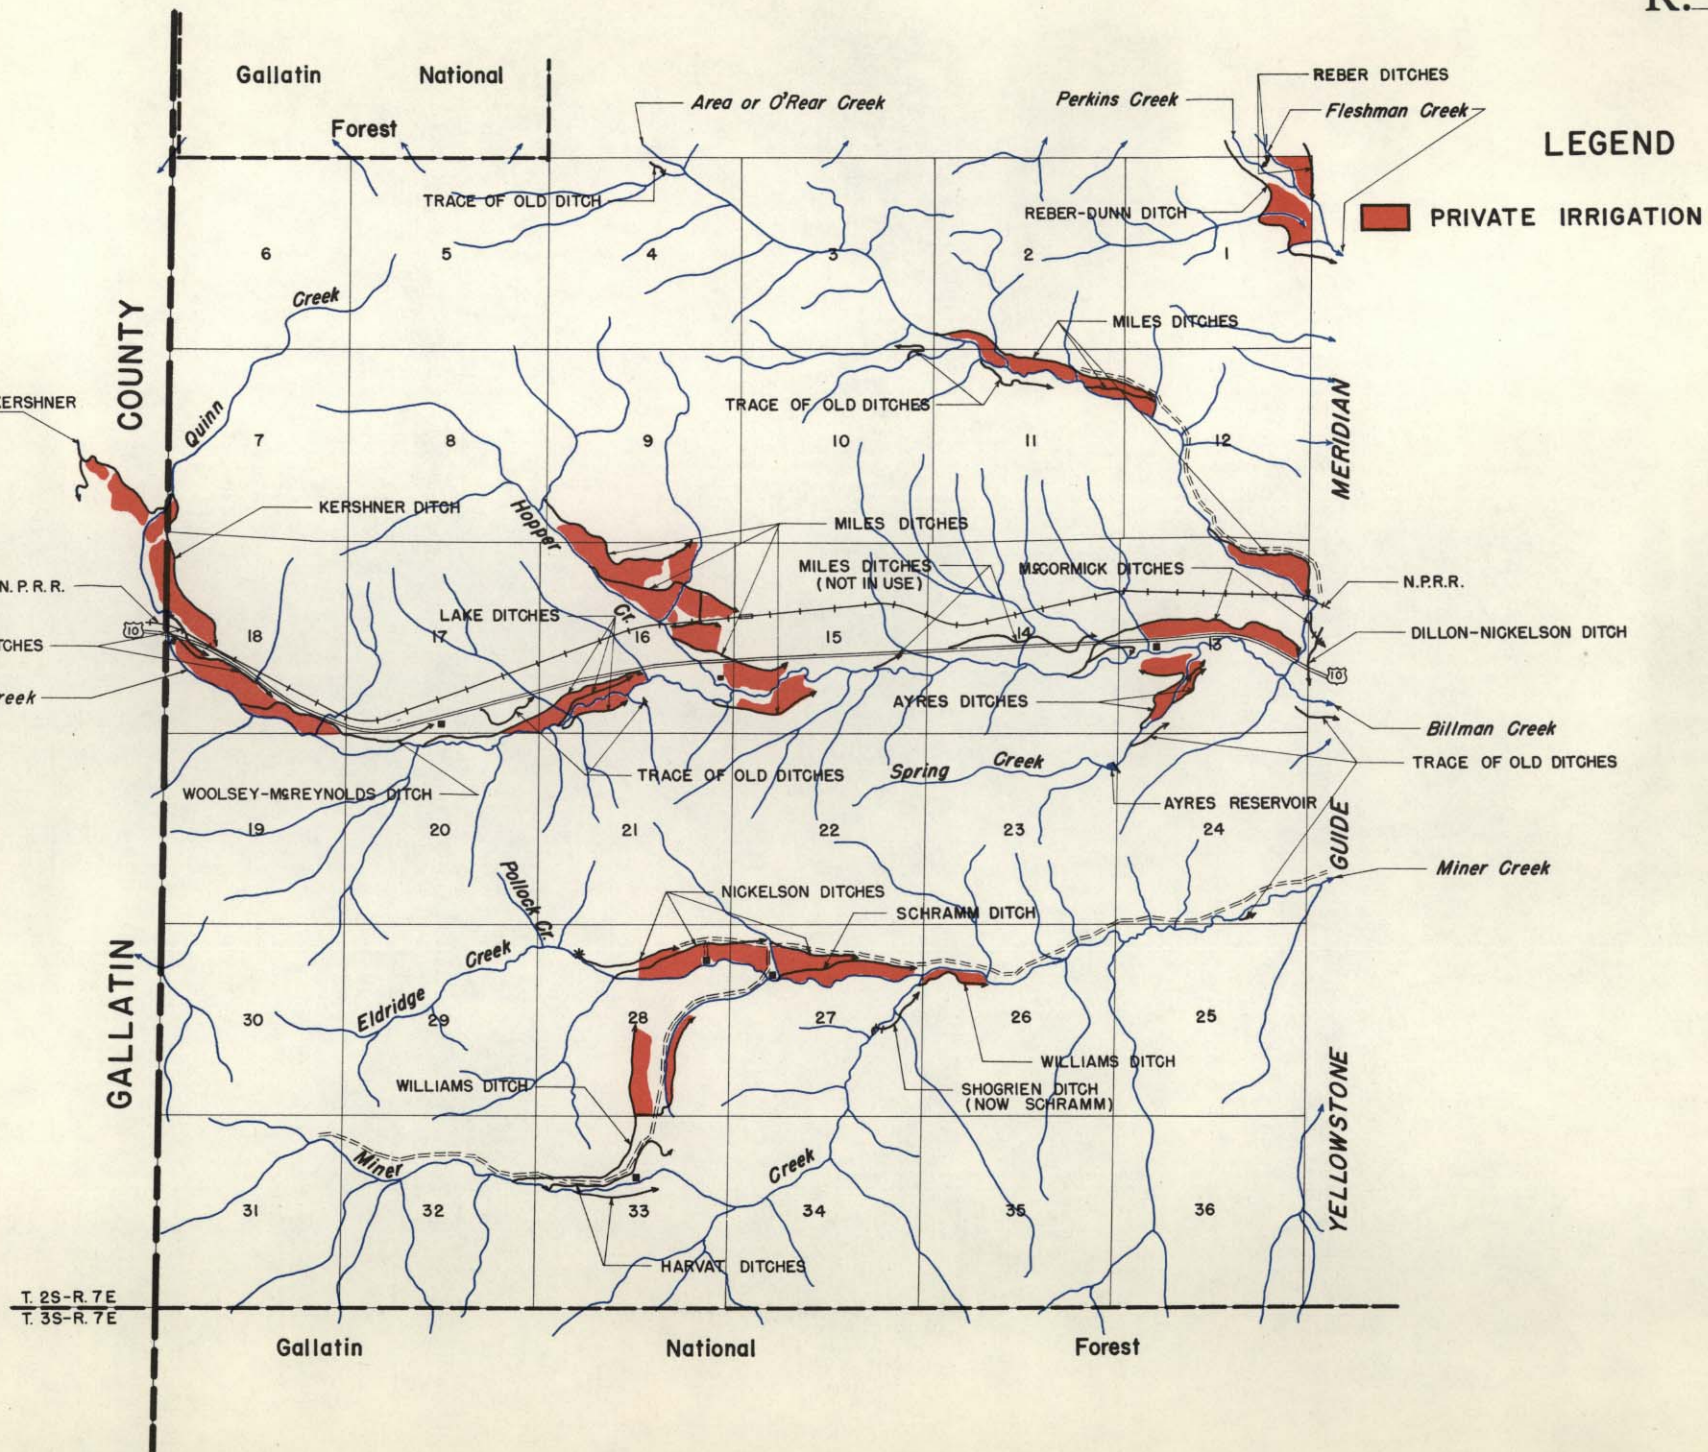 R.
Gallatin National
Forest
Area or O'Rear Creek
Perkins Creek
REBER DITCHES
Fleshman Creek
LEGEND
PRIVATE IRRIGATION
TRACE OF OLD DITCH
REBER-DUNN DITCH
6
5
4
3
2
1
Creek
Quinn
COUNTY
MILES DITCHES
KERSHNER
TRACE OF OLD DITCHES
MERIDIAN
7
8
9
10
11
12
KERSHNER DITCH
Hopper
Cr.
MILES DITCHES
MILES DITCHES
(NOT IN USE)
McCORMICK DITCHES
N.P.R.R.
N.P.R.R.
LAKE DITCHES
10
18
17
16
15
14
13
DILLON-NICKELSON DITCH
10
TCHES
reek
AYRES DITCHES
Billman Creek
TRACE OF OLD DITCHES
Spring Creek
TRACE OF OLD DITCHES
WOOLSEY-McREYNOLDS DITCH
AYRES RESERVOIR
19
20
21
22
23
24
GUIDE
Miner Creek
Pollock Cr.
NICKELSON DITCHES
SCHRAMM DITCH
Eldridge Creek
GALLATIN
30
29
28
27
26
25
WILLIAMS DITCH
WILLIAMS DITCH
SHOGRIEN DITCH
(NOW SCHRAMM)
YELLOWSTONE
Miner
Creek
31
32
33
34
35
36
HARVAT DITCHES
T. 2S-R. 7E
T. 3S-R. 7E
Gallatin National Forest